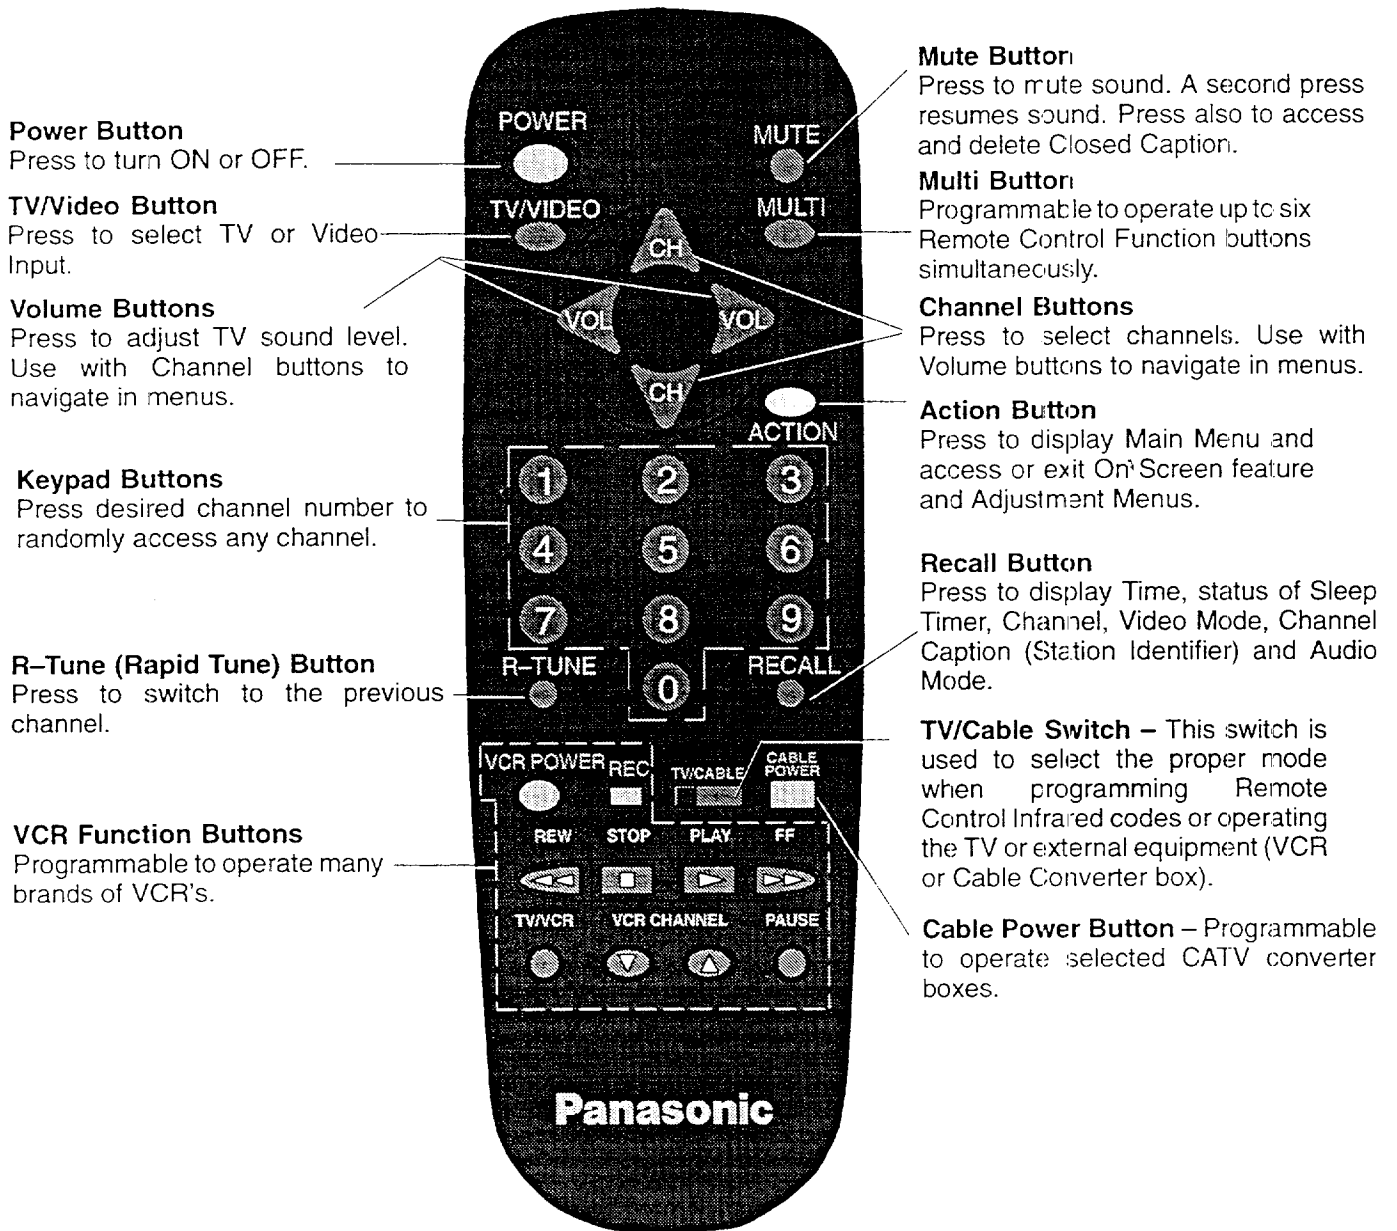 Power Button
Press to turn ON or OFF.
TV/Video Button
Press to select TV or Video
Input.
Volume Buttons
Press to adjust TV sound level.
Use with Channel buttons to
navigate in menus.
Keypad Buttons
Press desired channel number to
randomly access any channel.
R–Tune (Rapid Tune) Button
Press to switch to the previous
channel.
VCR Function Buttons
Programmable to operate many
brands of VCR's.
POWER
MUTE
TV/VIDEO
MULTI
CH
VOL
VOL
CH
ACTION
1 2 3
4 5 6
7 8 9
R–TUNE
0
RECALL
VCR POWER
REC
TV/CABLE
CABLE
POWER
REW STOP PLAY FF
TV/VCR VCR CHANNEL PAUSE
Panasonic
Mute Button
Press to mute sound. A second press
resumes sound. Press also to access
and delete Closed Caption.
Multi Button
Programmable to operate up to six
Remote Control Function buttons
simultaneously.
Channel Buttons
Press to select channels. Use with
Volume buttons to navigate in menus.
Action Button
Press to display Main Menu and
access or exit On Screen feature
and Adjustment Menus.
Recall Button
Press to display Time, status of Sleep
Timer, Channel, Video Mode, Channel
Caption (Station Identifier) and Audio
Mode.
TV/Cable Switch – This switch is
used to select the proper mode
when programming Remote
Control Infrared codes or operating
the TV or external equipment (VCR
or Cable Converter box).
Cable Power Button – Programmable
to operate selected CATV converter
boxes.